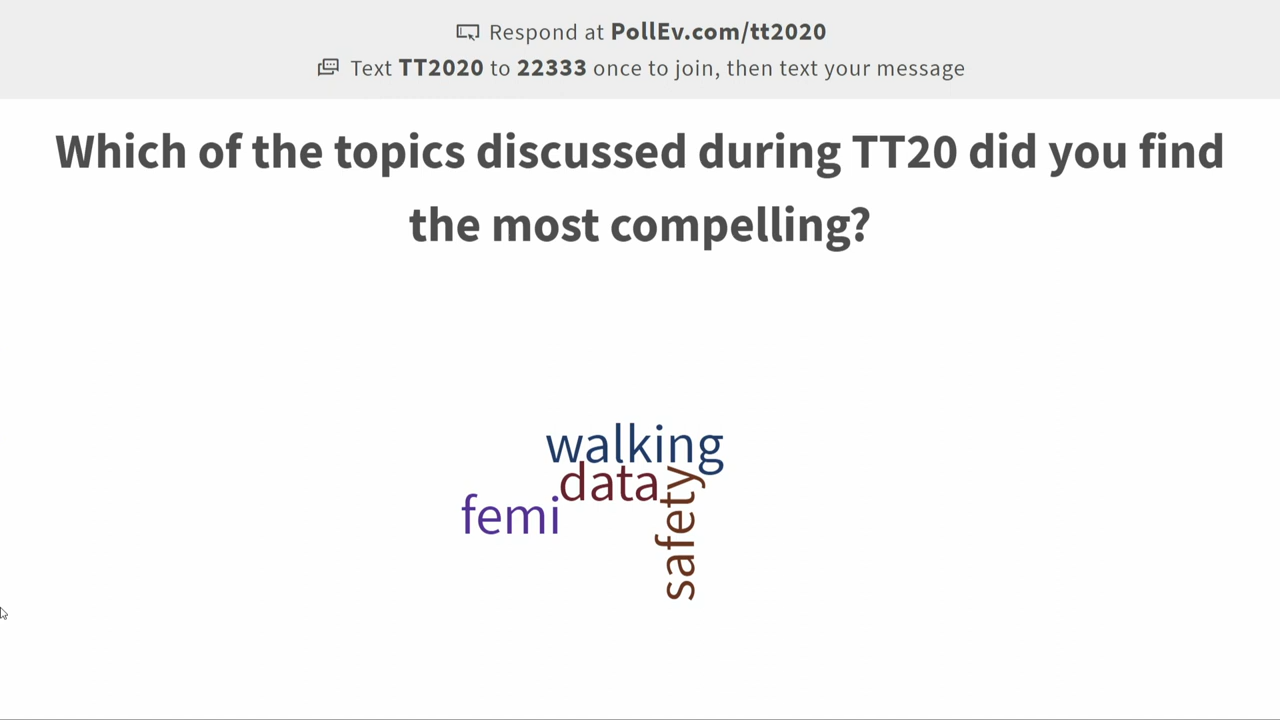 Respond at PollEv.com/tt2020
Text TT2020 to 22333 once to join, then text your message
Which of the topics discussed during TT20 did you find
the most compelling?
walking
data
femi
safety